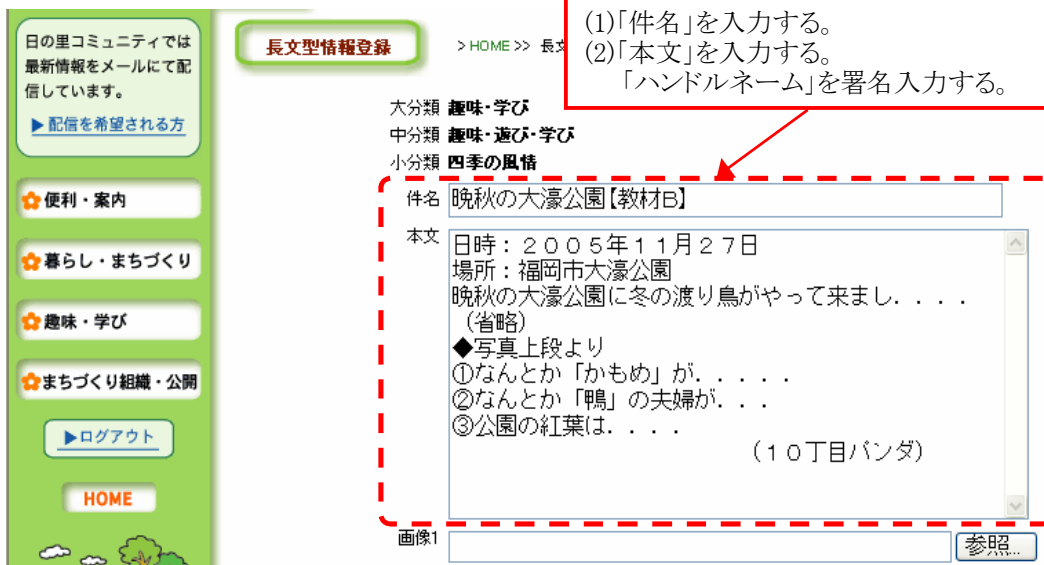 日の里コミュニティでは
最新情報をメールにて配
信しています。
▶配信を希望される方
便利・案内
暮らし・まちづくり
趣味・学び
まちづくり組織・公開
▶ログアウト
HOME
長文型情報登録
>HOME>> 長文
(1)「件名」を入力する。
(2)「本文」を入力する。
「ハンドルネーム」を署名入力する。
大分類 趣味・学び
中分類 趣味・遊び・学び
小分類 四季の風情
件名 晩秋の大濠公園【教材B】
本文 日時：２００５年１１月２７日
場所：福岡市大濠公園
晩秋の大濠公園に冬の渡り鳥がやって来まし．．．．
（省略）
◆写真上段より
①なんとか「かもめ」が．．．．．
②なんとか「鴨」の夫婦が．．．
③公園の紅葉は．．．．
（１０丁目パンダ）
画像1 参照...